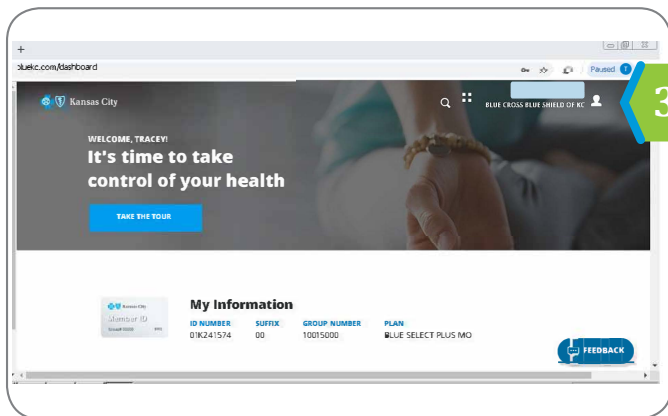 +
bluekc.com/dashboard
Paused T
3
Kansas City
BLUE CROSS BLUE SHIELD OF KC
WELCOME, TRACEY!
It's time to take
control of your health
TAKE THE TOUR
Kansas City
Member ID
My Information
ID NUMBER SUFFIX GROUP NUMBER PLAN
01K241574 00 10015000 BLUE SELECT PLUS MO
FEEDBACK